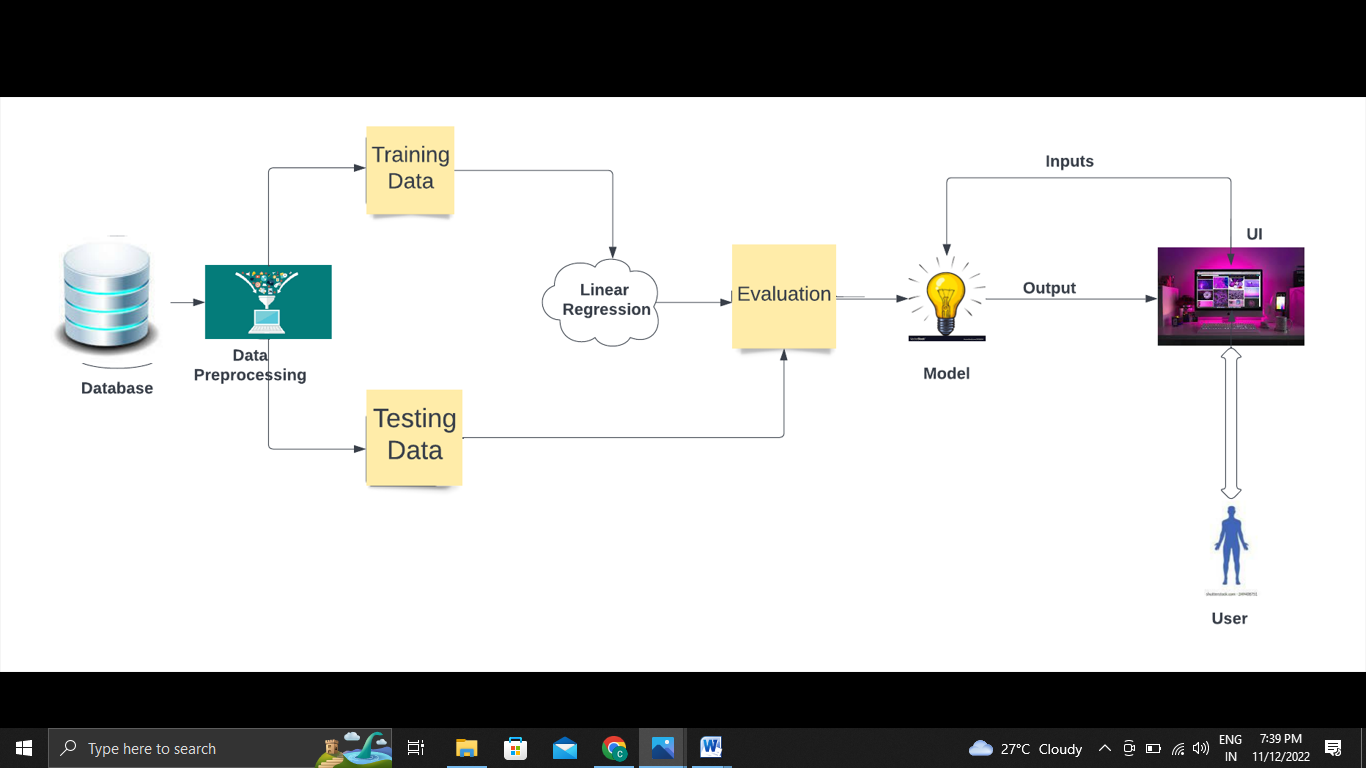 Training
Data
Inputs
UI
Linear
Regression
Evaluation
Output
Database
Data
Preprocessing
Model
Testing
Data
User
Type here to search
27°C Cloudy
ENG
IN
7:39 PM
11/12/2022